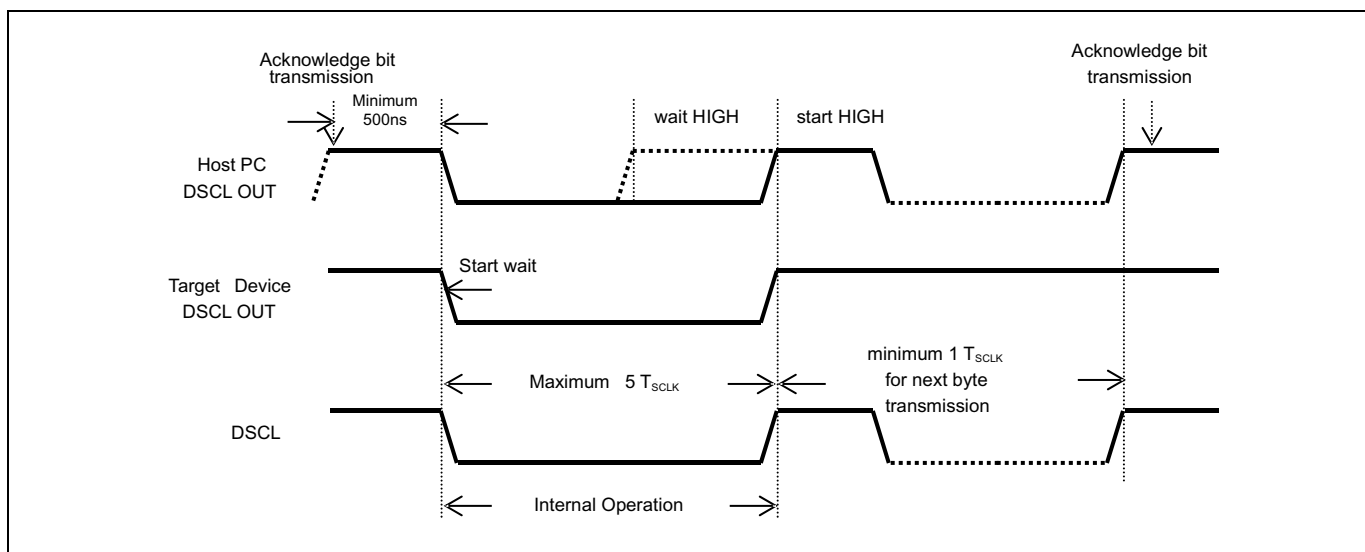 Acknowledge bit
transmission
Acknowledge bit
transmission
Minimum
500ns
wait HIGH
start HIGH
Host PC
DSCL OUT
Start wait
Target Device
DSCL OUT
minimum 1 TSCLK
for next byte
transmission
Maximum 5 TSCLK
DSCL
Internal Operation